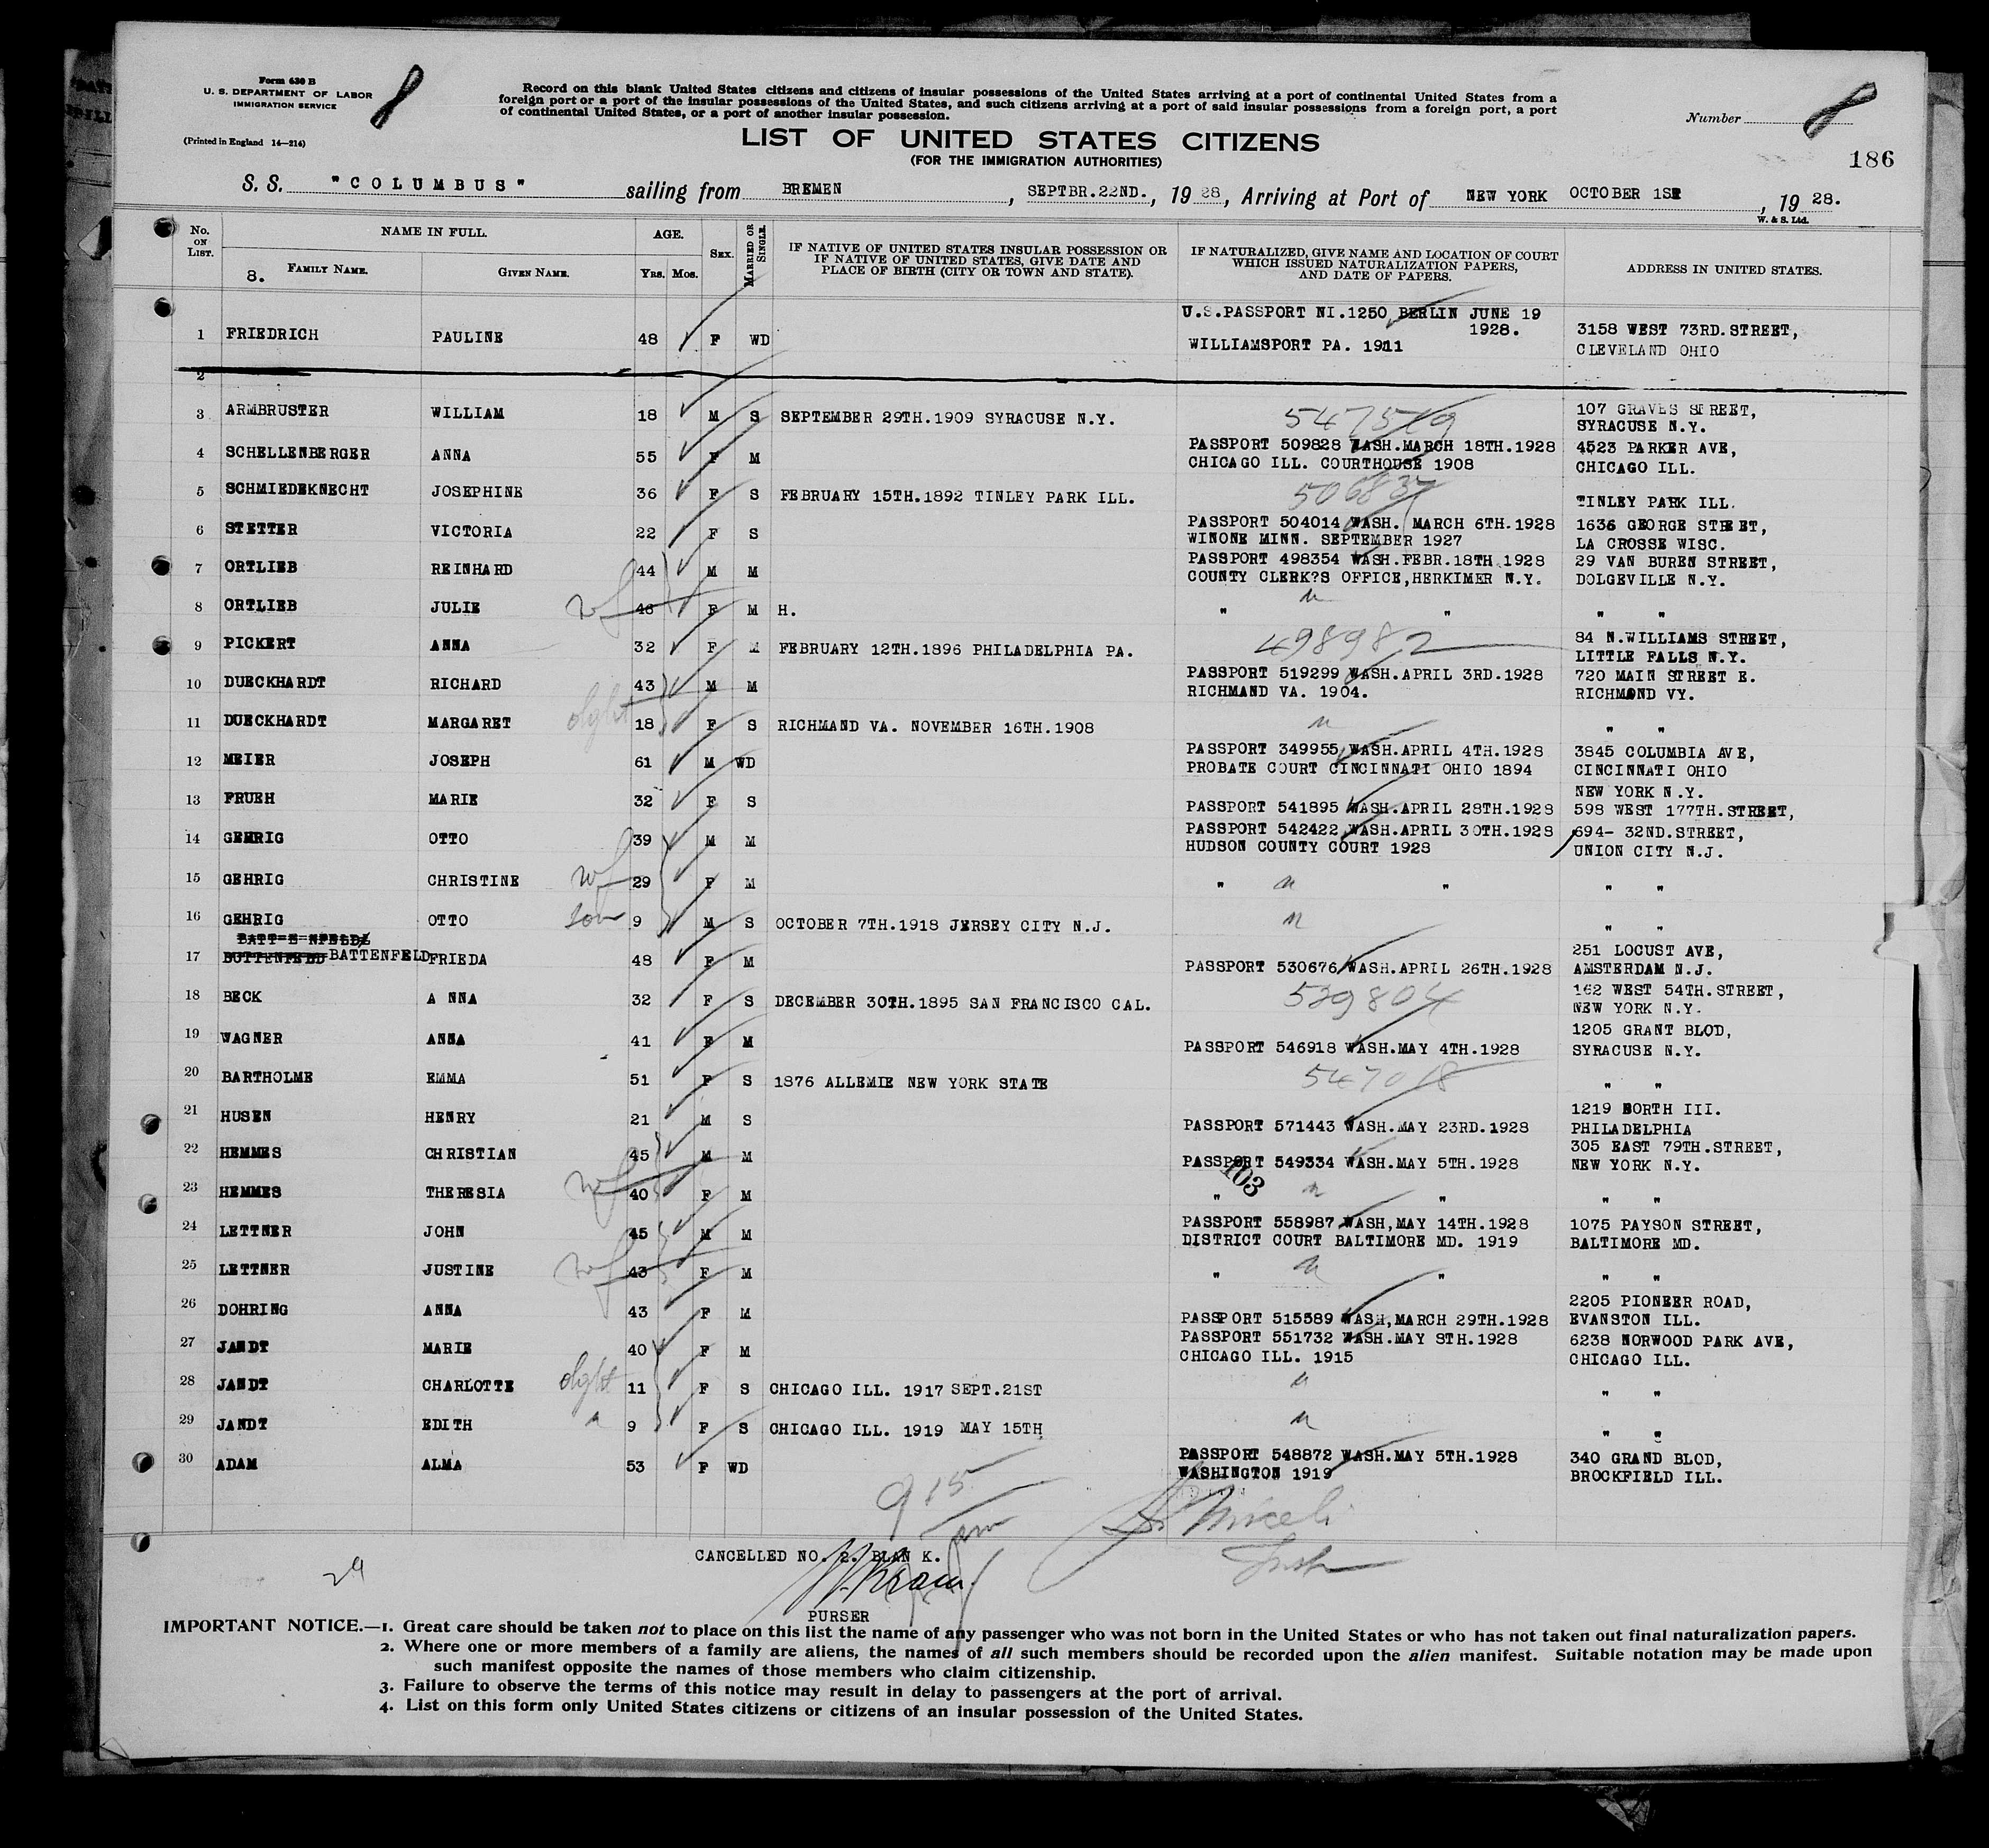 Form 630 B
U. S. DEPARTMENT OF LABOR
IMMIGRATION SERVICE
(Printed in England 14—214)
8
Record on this blank United States citizens and citizens of insular possessions of the United States arriving at a port of continental United States from a
foreign port or a port of the insular possessions of the United States, and such citizens arriving at a port of said insular possessions from a foreign port, a port
of continental United States, or a port of another insular possession.
Number 8
LIST OF UNITED STATES CITIZENS
(FOR THE IMMIGRATION AUTHORITIES)
186
S. S. "COLUMBUS" sailing from BREMEN, SEPTBR.22ND., 19 28, Arriving at Port of NEW YORK OCTOBER 1ST, 19 28.
W. & S. Ltd.
No. ON LIST. NAME IN FULL. AGE. SEX. MARRIED OR SINGLE. IF NATIVE OF UNITED STATES INSULAR POSSESSION OR IF NATIVE OF UNITED STATES, GIVE DATE AND PLACE OF BIRTH (CITY OR TOWN AND STATE). IF NATURALIZED, GIVE NAME AND LOCATION OF COURT WHICH ISSUED NATURALIZATION PAPERS, AND DATE OF PAPERS. ADDRESS IN UNITED STATES.
8. FAMILY NAME. GIVEN NAME. Yrs. Mos.
U.S.PASSPORT NI.1250 BERLIN JUNE 19
1928.
1 FRIEDRICH PAULINE 48 F WD WILLIAMSPORT PA. 1911 3158 WEST 73RD.STREET,
CLEVELAND OHIO
2
3 ARMBRUSTER WILLIAM 18 M S SEPTEMBER 29TH.1909 SYRACUSE N.Y. 547519 107 GRAVES STREET,
SYRACUSE N.Y.
4 SCHELLENBERGER ANNA 55 F M PASSPORT 509828 WASH.MARCH 18TH.1928 4523 PARKER AVE,
CHICAGO ILL. COURTHOUSE 1908 CHICAGO ILL.
5 SCHMIEDEKNECHT JOSEPHINE 36 F S FEBRUARY 15TH.1892 TINLEY PARK ILL. 506837 TINLEY PARK ILL.
6 STETTER VICTORIA 22 F S PASSPORT 504014 WASH. MARCH 6TH.1928 1636 GEORGE STREET,
WINONE MINN. SEPTEMBER 1927 LA CROSSE WISC.
7 ORTLIEB REINHARD 44 M M PASSPORT 498354 WASH.FEBR.18TH.1928 29 VAN BUREN STREET,
COUNTY CLERK?S OFFICE,HERKIMER N.Y. DOLGEVILLE N.Y.
8 ORTLIEB JULIE wf 46 F M H. " " " "
9 PICKERT ANNA 32 F M FEBRUARY 12TH.1896 PHILADELPHIA PA. 498982 84 N.WILLIAMS STREET,
LITTLE FALLS N.Y.
10 DUECKHARDT RICHARD 43 M M PASSPORT 519299 WASH.APRIL 3RD.1928 720 MAIN STREET E.
RICHMAND VA. 1904. RICHMOND VY.
11 DUECKHARDT MARGARET dght 18 F S RICHMAND VA. NOVEMBER 16TH.1908 " "
12 MEIER JOSEPH 61 M WD PASSPORT 349955 WASH.APRIL 4TH.1928 3845 COLUMBIA AVE,
PROBATE COURT CINCINNATI OHIO 1894 CINCINNATI OHIO
13 FRUEH MARIE 32 F S NEW YORK N.Y.
PASSPORT 541895 WASH.APRIL 28TH.1928 598 WEST 177TH.STREET,
14 GEHRIG OTTO 39 M M PASSPORT 542422 WASH.APRIL 30TH.1928 694- 32ND.STREET,
HUDSON COUNTY COURT 1928 UNION CITY N.J.
15 GEHRIG CHRISTINE wf 29 F M " " " "
16 GEHRIG OTTO son 9 M S OCTOBER 7TH.1918 JERSEY CITY N.J. " "
17 BATTENFELD FRIEDA 48 F M PASSPORT 530676 WASH.APRIL 26TH.1928 251 LOCUST AVE,
AMSTERDAM N.J.
18 BECK A NNA 32 F S DECEMBER 30TH.1895 SAN FRANCISCO CAL. 539804 162 WEST 54TH.STREET,
NEW YORK N.Y.
19 WAGNER ANNA 41 F M PASSPORT 546918 WASH.MAY 4TH.1928 1205 GRANT BLOD,
SYRACUSE N.Y.
20 BARTHOLME EMMA 51 F S 1876 ALLEMIE NEW YORK STATE 547018 " "
21 HUSEN HENRY 21 M S PASSPORT 571443 WASH.MAY 23RD.1928 1219 NORTH III.
PHILADELPHIA
22 HEMMES CHRISTIAN 45 M M PASSPORT 549334 WASH.MAY 5TH.1928 305 EAST 79TH.STREET,
NEW YORK N.Y.
103
23 HEMMES THERESIA wf 40 F M " " " "
24 LETTNER JOHN 45 M M PASSPORT 558987 WASH,MAY 14TH.1928 1075 PAYSON STREET,
DISTRICT COURT BALTIMORE MD. 1919 BALTIMORE MD.
25 LETTNER JUSTINE wf 43 F M " " " "
26 DOHRING ANNA 43 F M PASSPORT 515589 WASH,MARCH 29TH.1928 2205 PIONEER ROAD,
EVANSTON ILL.
27 JANDT MARIE 40 F M PASSPORT 551732 WASH.MAY 8TH.1928 6238 NORWOOD PARK AVE,
CHICAGO ILL. 1915 CHICAGO ILL.
28 JANDT CHARLOTTE dght 11 F S CHICAGO ILL. 1917 SEPT.21ST " "
29 JANDT EDITH 9 F S CHICAGO ILL. 1919 MAY 15TH " "
30 ADAM ALMA 53 F WD PASSPORT 548872 WASH.MAY 5TH.1928 340 GRAND BLOD,
WASHINGTON 1919 BROCKFIELD ILL.
915
CANCELLED NO. 2. BLAN K.
29
PURSER
IMPORTANT NOTICE.—1. Great care should be taken not to place on this list the name of any passenger who was not born in the United States or who has not taken out final naturalization papers.
2. Where one or more members of a family are aliens, the names of all such members should be recorded upon the alien manifest. Suitable notation may be made upon
such manifest opposite the names of those members who claim citizenship.
3. Failure to observe the terms of this notice may result in delay to passengers at the port of arrival.
4. List on this form only United States citizens or citizens of an insular possession of the United States.